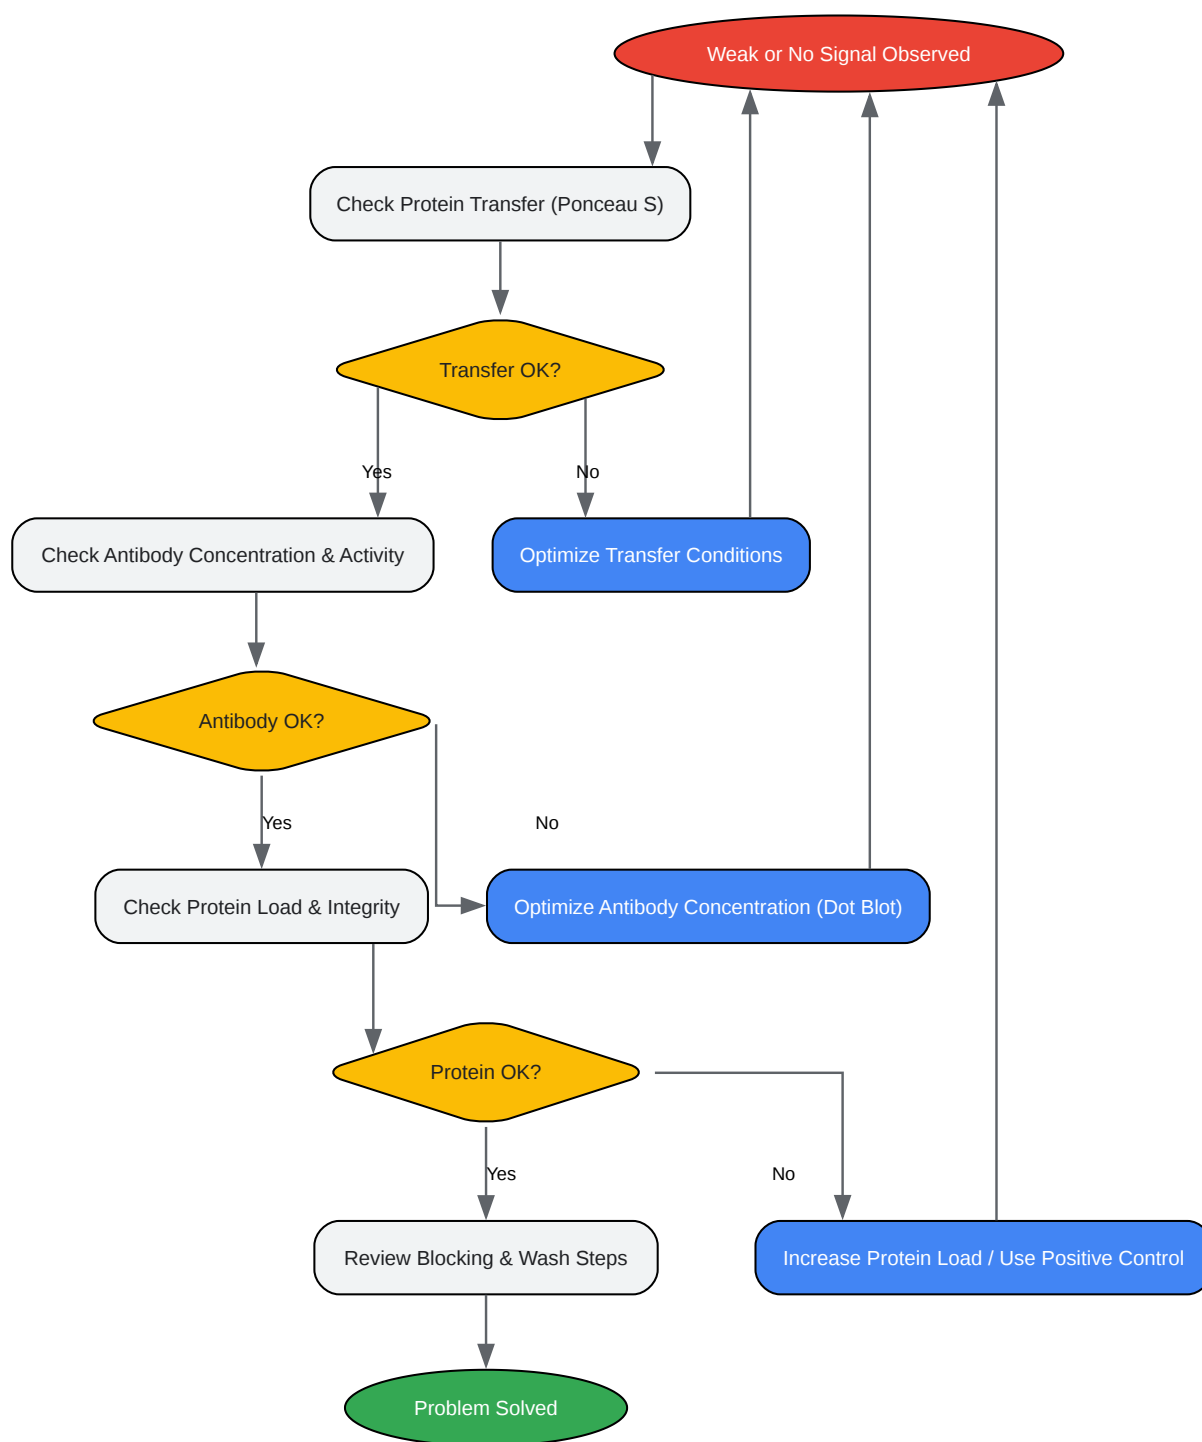 Weak or No Signal Observed
Check Protein Transfer (Ponceau S)
Transfer OK?
Yes
No
Check Antibody Concentration & Activity
Optimize Transfer Conditions
Antibody OK?
Yes
No
Check Protein Load & Integrity
Optimize Antibody Concentration (Dot Blot)
Protein OK?
Yes
No
Review Blocking & Wash Steps
Increase Protein Load / Use Positive Control
Problem Solved